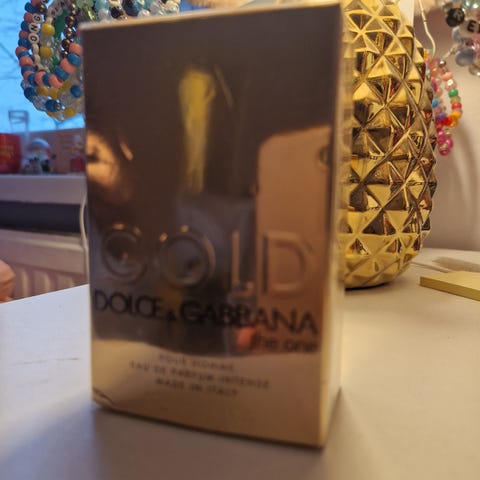 GOLD
DOLCE & GABBANA
the one
POUR HOMME
EAU DE PARFUM INTENSE
MADE IN ITALY